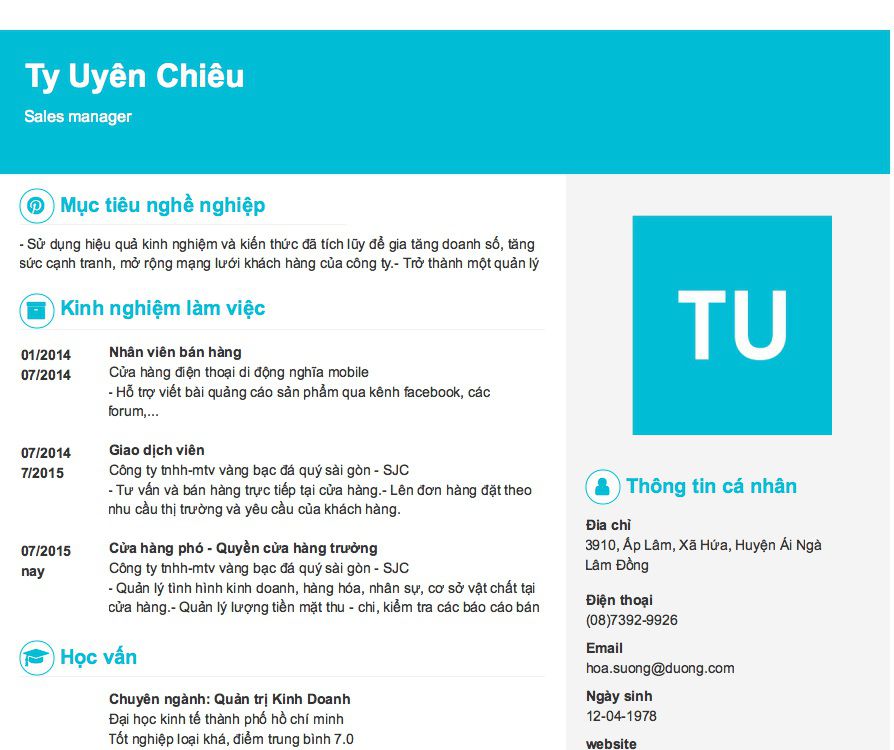 Ty Uyên Chiêu
Sales manager
Mục tiêu nghề nghiệp
- Sử dụng hiệu quả kinh nghiệm và kiến thức đã tích lũy để gia tăng doanh số, tăng
sức cạnh tranh, mở rộng mạng lưới khách hàng của công ty.- Trở thành một quản lý
Kinh nghiệm làm việc
01/2014
07/2014
Nhân viên bán hàng
Cửa hàng điện thoại di động nghĩa mobile
- Hỗ trợ viết bài quảng cáo sản phẩm qua kênh facebook, các
forum,...
07/2014
7/2015
Giao dịch viên
Công ty tnhh-mtv vàng bạc đá quý sài gòn - SJC
- Tư vấn và bán hàng trực tiếp tại cửa hàng.- Lên đơn hàng đặt theo
nhu cầu thị trường và yêu cầu của khách hàng.
07/2015
nay
Cửa hàng phó - Quyền cửa hàng trưởng
Công ty tnhh-mtv vàng bạc đá quý sài gòn - SJC
- Quản lý tình hình kinh doanh, hàng hóa, nhân sự, cơ sở vật chất tại
cửa hàng.- Quản lý lượng tiền mặt thu - chi, kiểm tra các báo cáo bán
Học vấn
Chuyên ngành: Quản trị Kinh Doanh
Đại học kinh tế thành phố hồ chí minh
Tốt nghiệp loại khá, điểm trung bình 7.0
TU
Thông tin cá nhân
Đia chỉ
3910, Ấp Lâm, Xã Hứa, Huyện Ái Ngà
Lâm Đồng
Điện thoại
(08)7392-9926
Email
hoa.suong@duong.com
Ngày sinh
12-04-1978
website